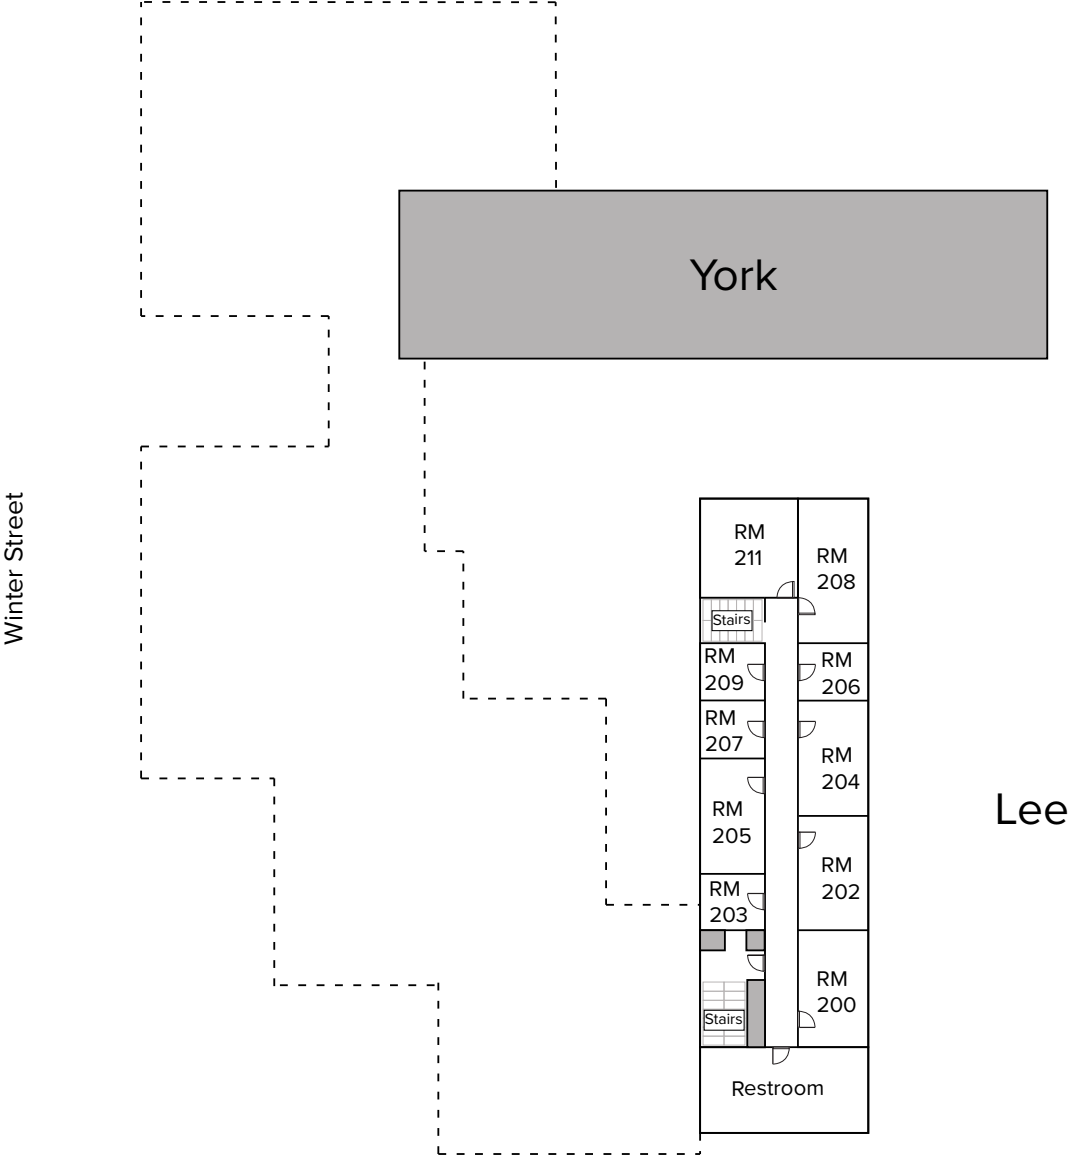 York
Winter Street
RM
211
RM
208
Stairs
RM
209
RM
206
RM
207
RM
204
RM
205
Lee
RM
202
RM
203
RM
200
Stairs
Restroom